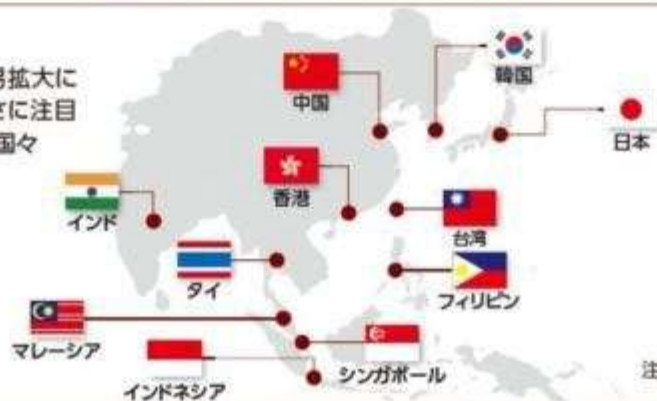 易拡大に
さに注目
国々
韓国
中国
日本
香港
インド
台湾
タイ
フィリピン
マレーシア
シンガポール
インドネシア
注